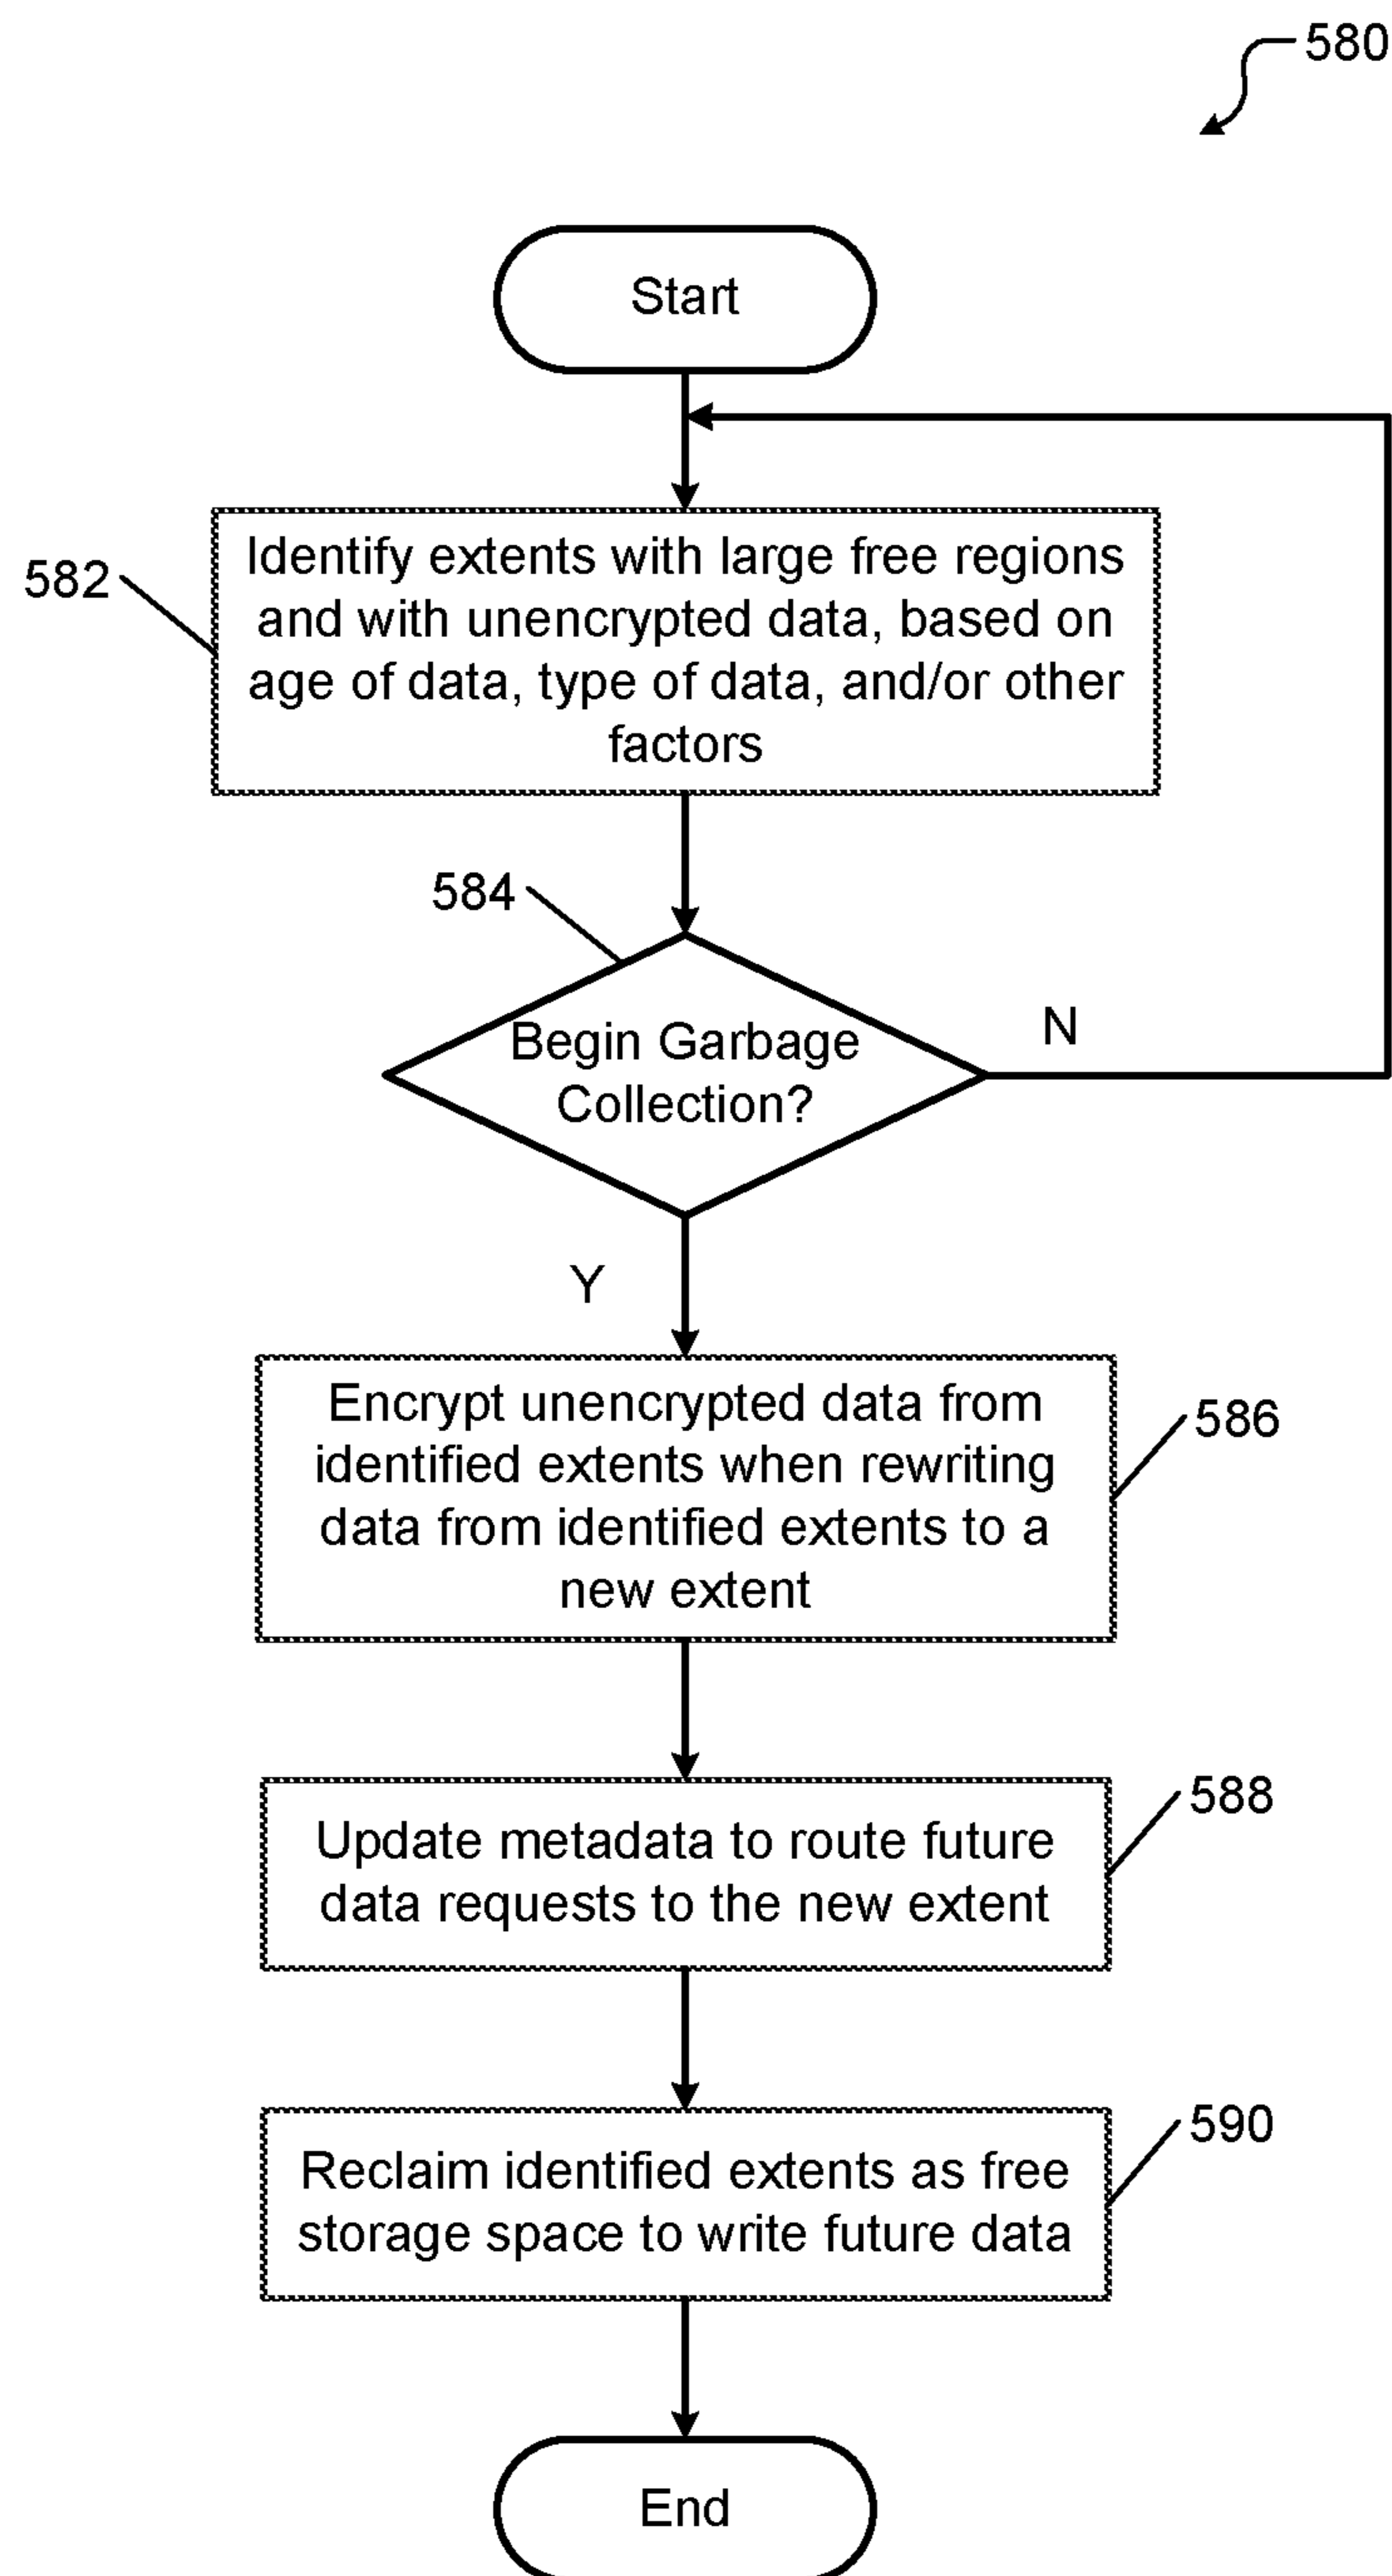 580
Start
582
Identify extents with large free regions
and with unencrypted data, based on
age of data, type of data, and/or other
factors
584
Begin Garbage
Collection?
N
Y
Encrypt unencrypted data from
identified extents when rewriting
data from identified extents to a
new extent
586
Update metadata to route future
data requests to the new extent
588
Reclaim identified extents as free
storage space to write future data
590
End